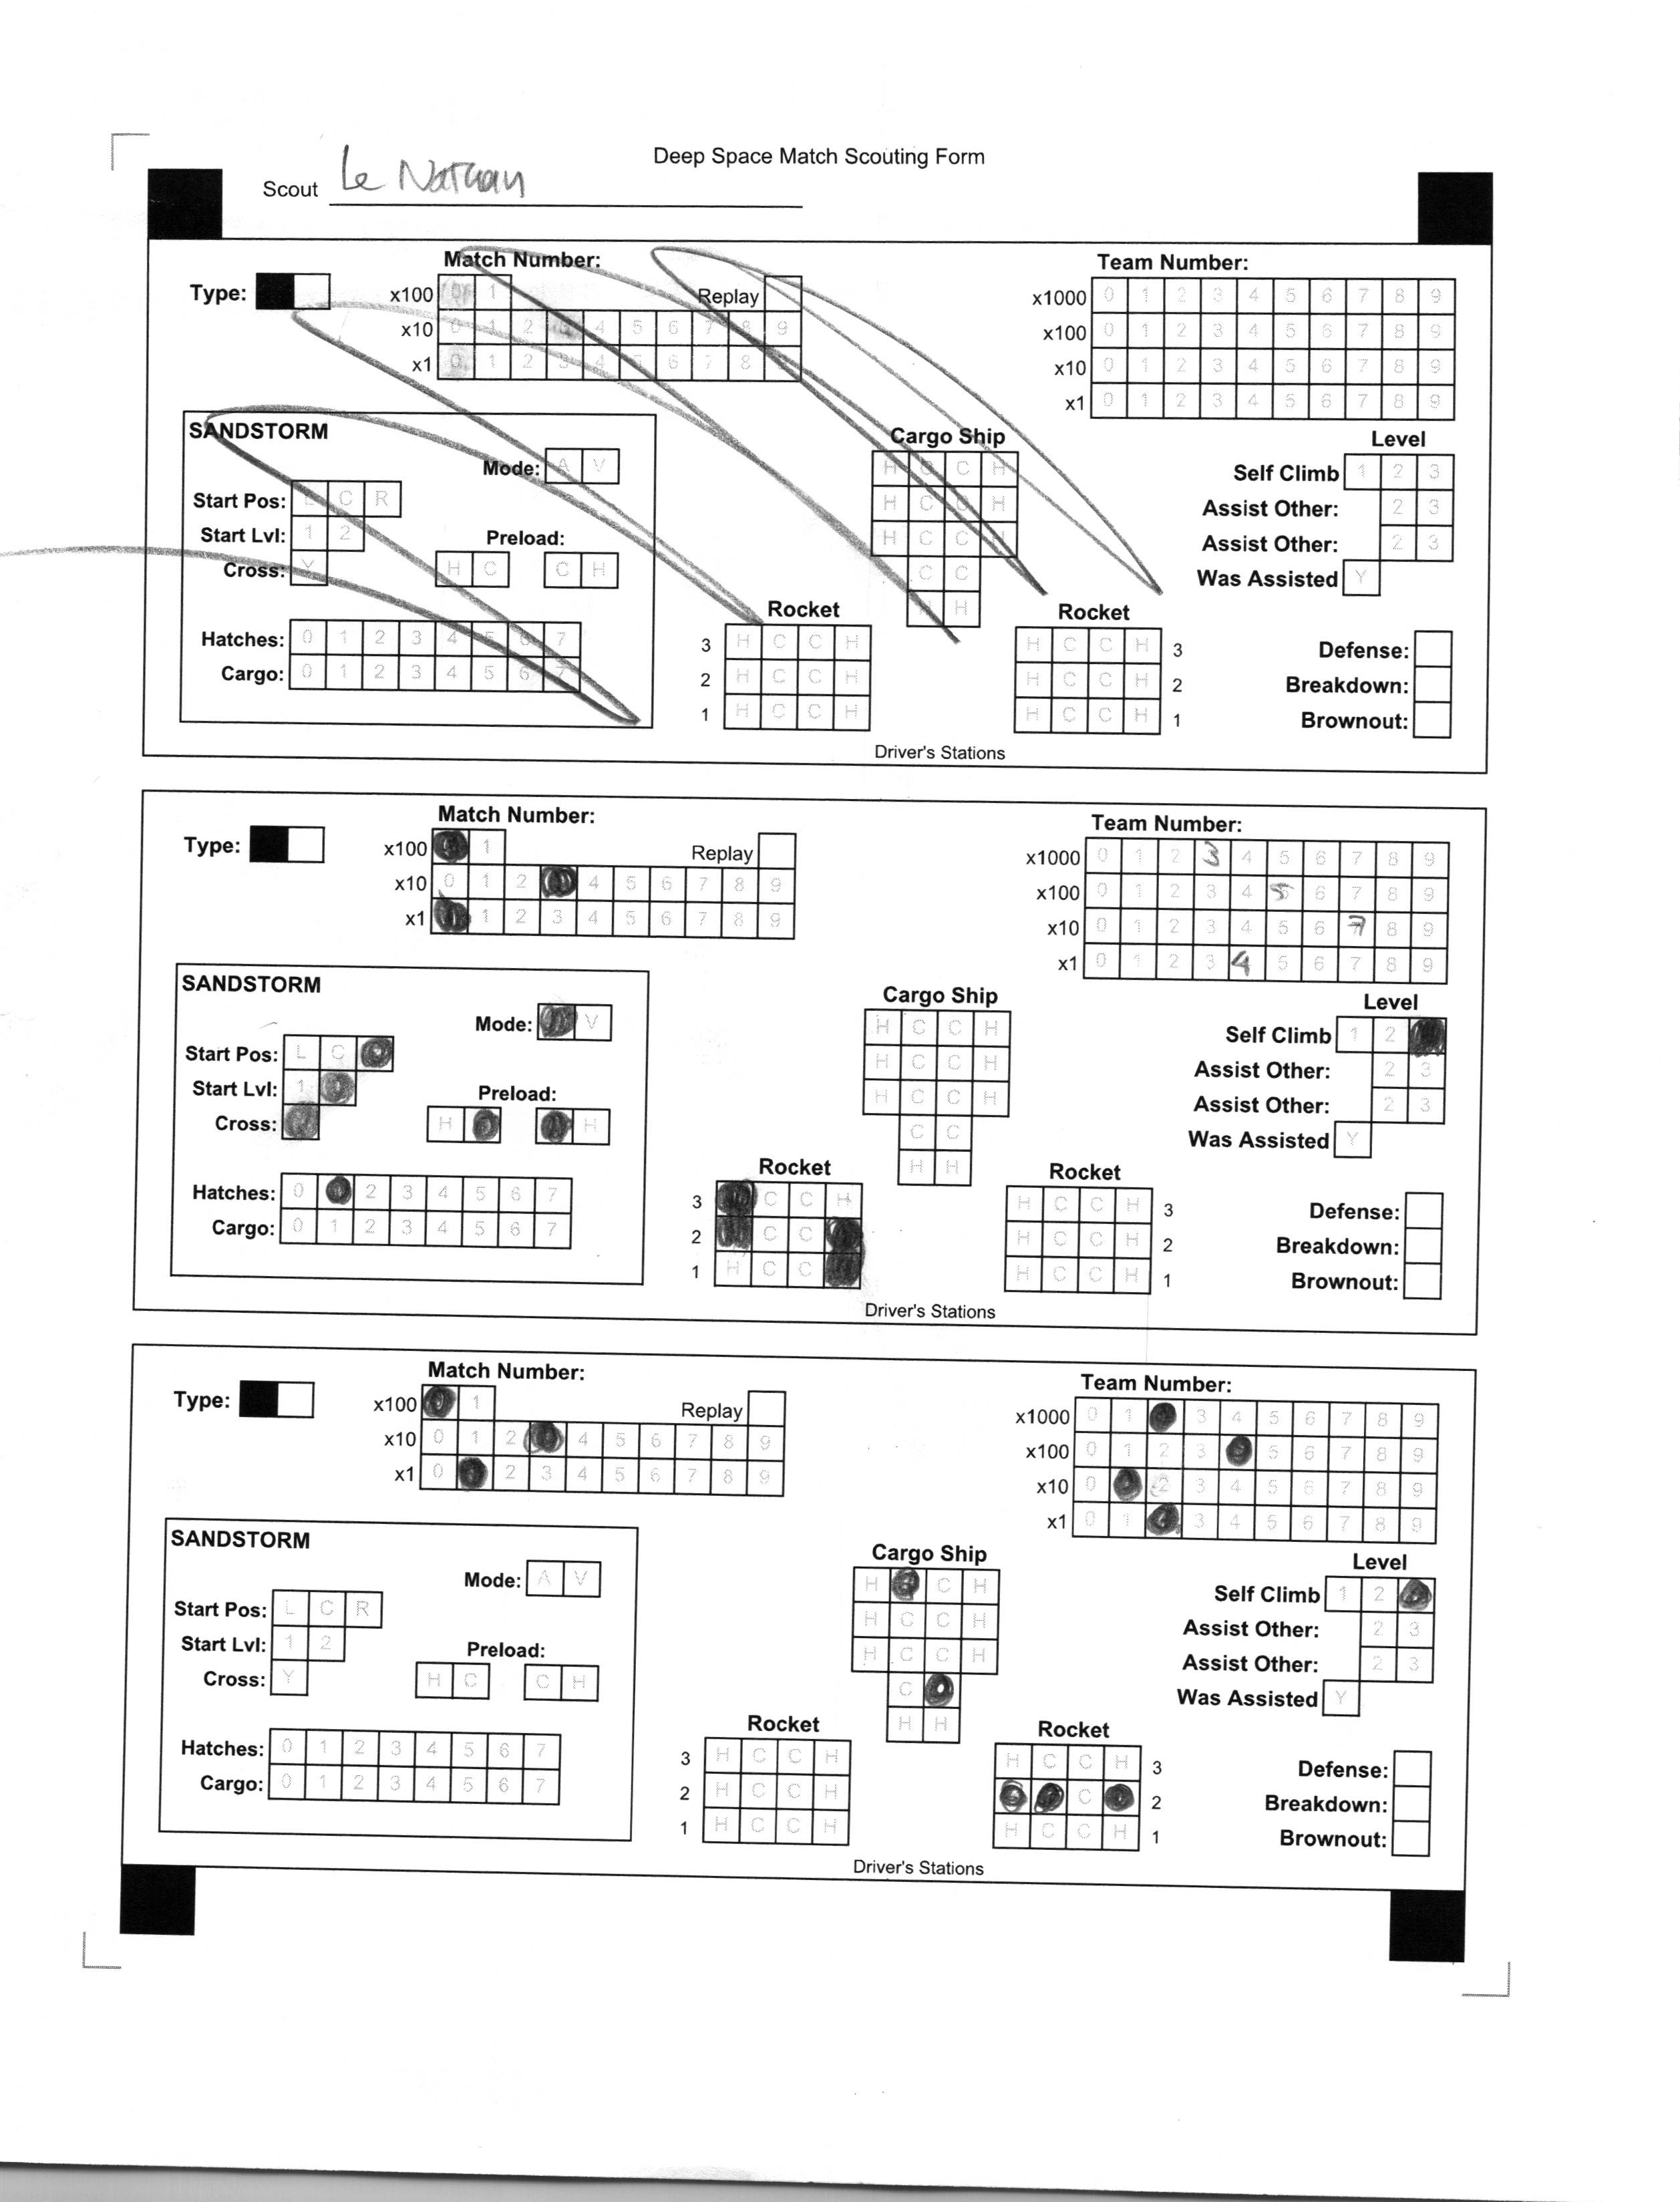 Deep Space Match Scouting Form
Scout Le Nathan
Match Number:
Team Number:
Type:
x100 0 1 Replay
x10 0 1 2 3 4 5 6 7 8 9
x1 0 1 2 3 4 5 6 7 8
x1000 0 1 2 3 4 5 6 7 8 9
x100 0 1 2 3 4 5 6 7 8 9
x10 0 1 2 3 4 5 6 7 8 9
x1 0 1 2 3 4 5 6 7 8 9
SANDSTORM
Mode: A V
Start Pos: L C R
Start Lvl: 1 2
Preload:
Cross: Y H C C H
Hatches: 0 1 2 3 4 5 6 7
Cargo: 0 1 2 3 4 5 6 7
Cargo Ship
H C C H
H C C H
H C C H
C C
H H
Rocket
3 H C C H
2 H C C H
1 H C C H
Rocket
H C C H 3
H C C H 2
H C C H 1
Level
Self Climb 1 2 3
Assist Other: 2 3
Assist Other: 2 3
Was Assisted Y
Defense:
Breakdown:
Brownout:
Driver's Stations
Match Number:
Team Number:
Type:
x100 1 Replay
x10 0 1 2 4 5 6 7 8 9
x1 1 2 3 4 5 6 7 8 9
x1000 0 1 2 3 4 5 6 7 8 9
x100 0 1 2 3 4 5 6 7 8 9
x10 0 1 2 3 4 5 6 7 8 9
x1 0 1 2 3 4 5 6 7 8 9
SANDSTORM
Mode: V
Start Pos: L C
Start Lvl: 1
Preload:
Cross: H H
Hatches: 0 2 3 4 5 6 7
Cargo: 0 1 2 3 4 5 6 7
Cargo Ship
H C C H
H C C H
H C C H
C C
H H
Rocket
3 C C H
2 C C
1 H C C
Rocket
H C C H 3
H C C H 2
H C C H 1
Level
Self Climb 1 2
Assist Other: 2 3
Assist Other: 2 3
Was Assisted Y
Defense:
Breakdown:
Brownout:
Driver's Stations
Match Number:
Team Number:
Type:
x100 1 Replay
x10 0 1 2 4 5 6 7 8 9
x1 0 2 3 4 5 6 7 8 9
x1000 0 1 3 4 5 6 7 8 9
x100 0 1 2 3 5 6 7 8 9
x10 0 2 3 4 5 6 7 8 9
x1 0 1 3 4 5 6 7 8 9
SANDSTORM
Mode: A V
Start Pos: L C R
Start Lvl: 1 2
Preload:
Cross: Y H C C H
Hatches: 0 1 2 3 4 5 6 7
Cargo: 0 1 2 3 4 5 6 7
Cargo Ship
H C H
H C C H
H C C H
C
H H
Rocket
3 H C C H
2 H C C H
1 H C C H
Rocket
H C C H 3
C 2
H C C H 1
Level
Self Climb 1 2
Assist Other: 2 3
Assist Other: 2 3
Was Assisted Y
Defense:
Breakdown:
Brownout:
Driver's Stations